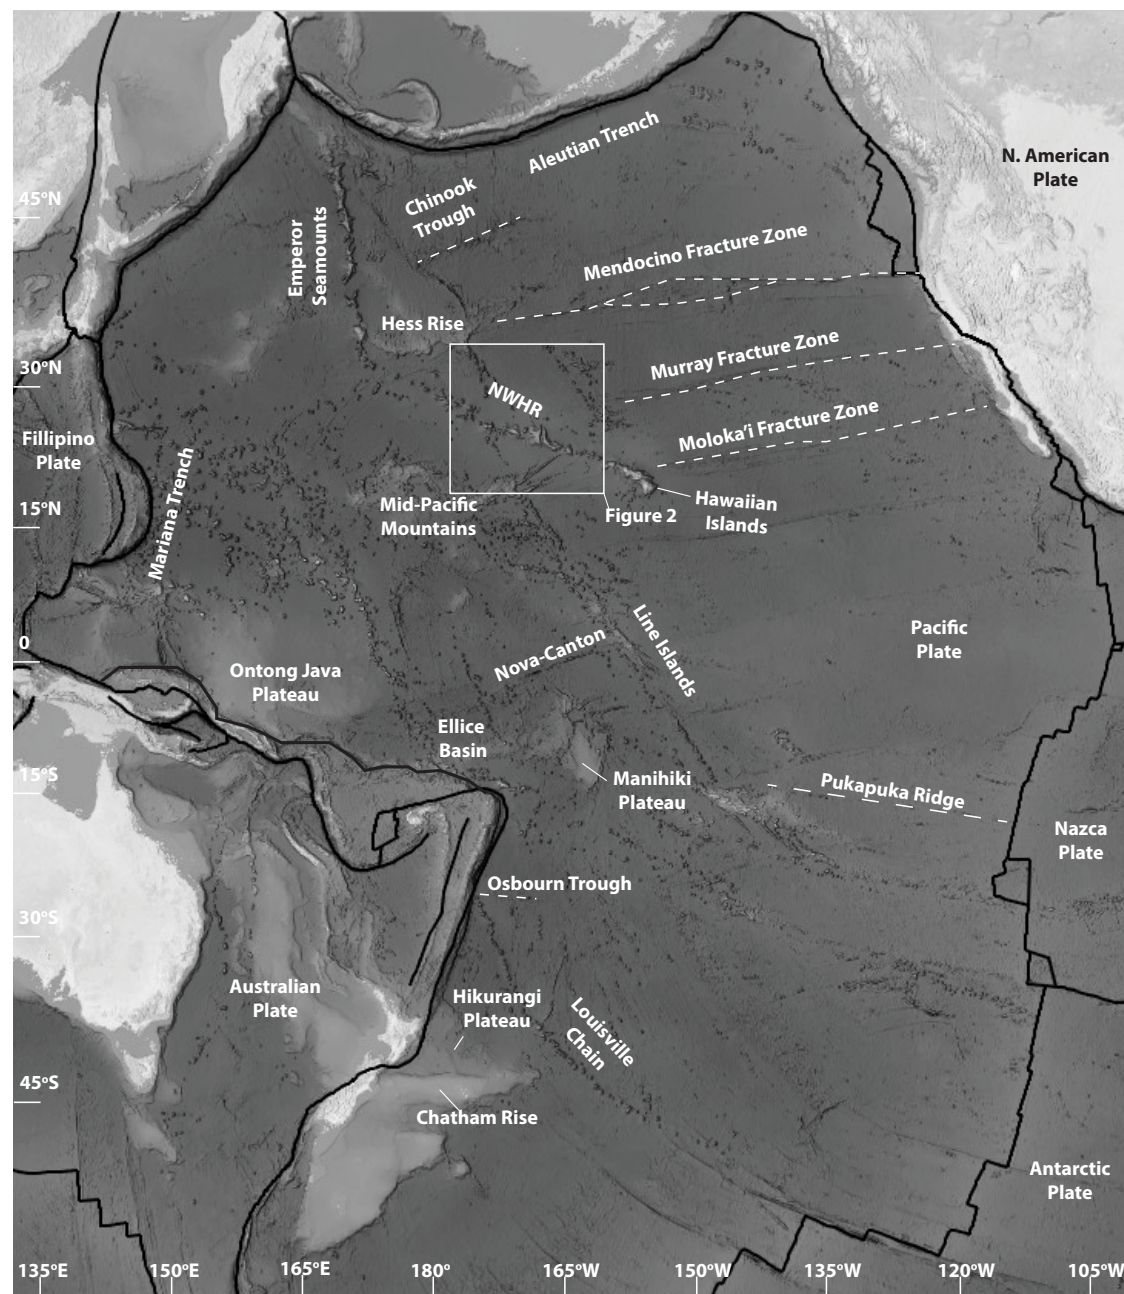 N. American
Plate
Aleutian Trench
Chinook
Trough
45°N
Emperor
Seamounts
Mendocino Fracture Zone
Hess Rise
Murray Fracture Zone
30°N
NWHR
Moloka'i Fracture Zone
Fillipino
Plate
Mariana Trench
Mid-Pacific
Mountains
Hawaiian
Islands
Figure 2
15°N
Line Islands
Pacific
Plate
0
Nova-Canton
Ontong Java
Plateau
Ellice
Basin
15°S
Manihiki
Plateau
Pukapuka Ridge
Nazca
Plate
Osbourn Trough
30°S
Australian
Plate
Hikurangi
Plateau
Louisville
Chain
45°S
Chatham Rise
Antarctic
Plate
135°E
150°E
165°E
180°
165°W
150°W
135°W
120°W
105°W